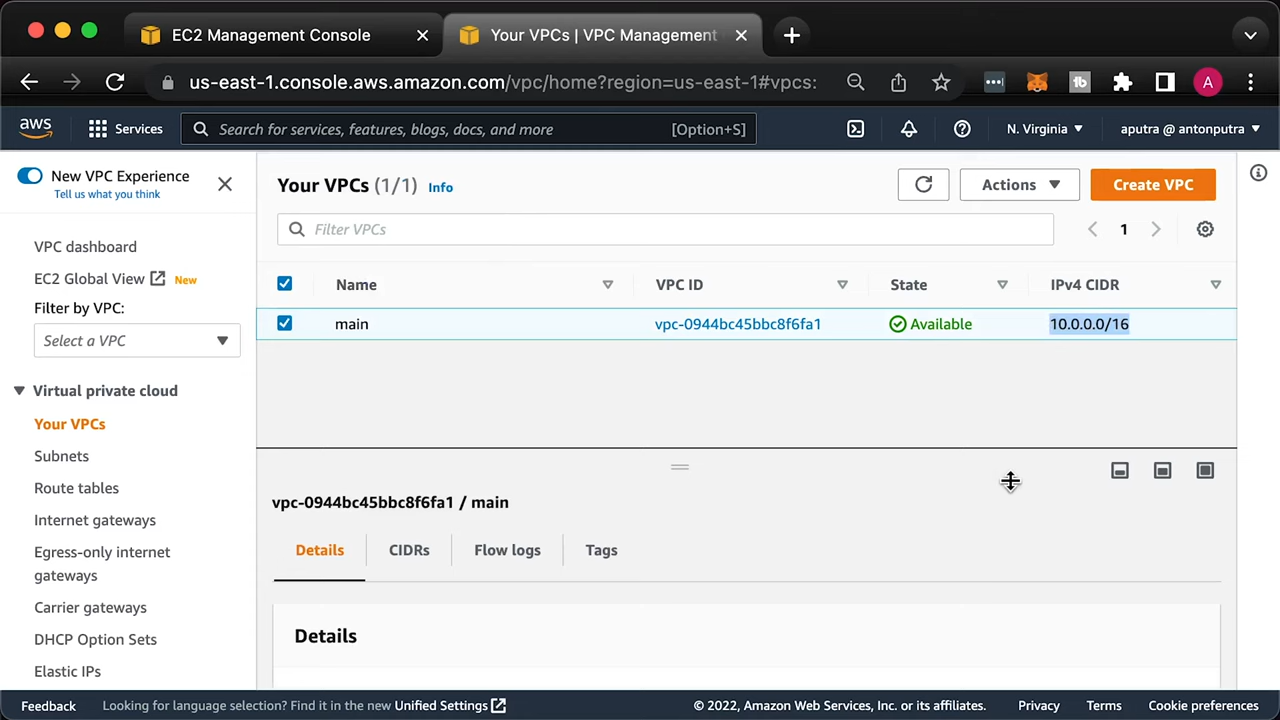 EC2 Management Console
Your VPCs | VPC Management
us-east-1.console.aws.amazon.com/vpc/home?region=us-east-1#vpcs:
tb
A
aws
Services
Search for services, features, blogs, docs, and more
[Option+S]
N. Virginia
aputra @ antonputra
New VPC Experience
Tell us what you think
Your VPCs (1/1) Info
Actions
Create VPC
Filter VPCs
1
VPC dashboard
EC2 Global View New
Filter by VPC:
Select a VPC
Name
VPC ID
State
IPv4 CIDR
main
vpc-0944bc45bbc8f6fa1
Available
10.0.0.0/16
Virtual private cloud
Your VPCs
Subnets
Route tables
Internet gateways
Egress-only internet
gateways
Carrier gateways
DHCP Option Sets
Elastic IPs
vpc-0944bc45bbc8f6fa1 / main
Details
CIDRs
Flow logs
Tags
Details
Feedback
Looking for language selection? Find it in the new Unified Settings
© 2022, Amazon Web Services, Inc. or its affiliates.
Privacy
Terms
Cookie preferences